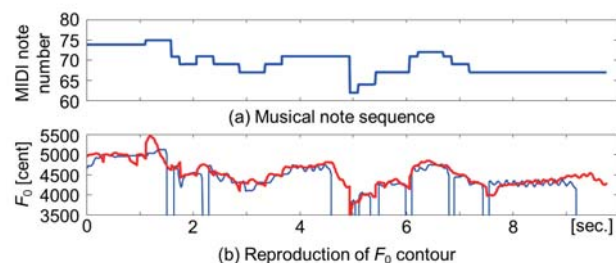 MIDI note
number
75
70
65
60
(a) Musical note sequence
F0 [cent]
5500
5000
4500
4000
3500
0 2 4 6 8 [sec.]
(b) Reproduction of F0 contour